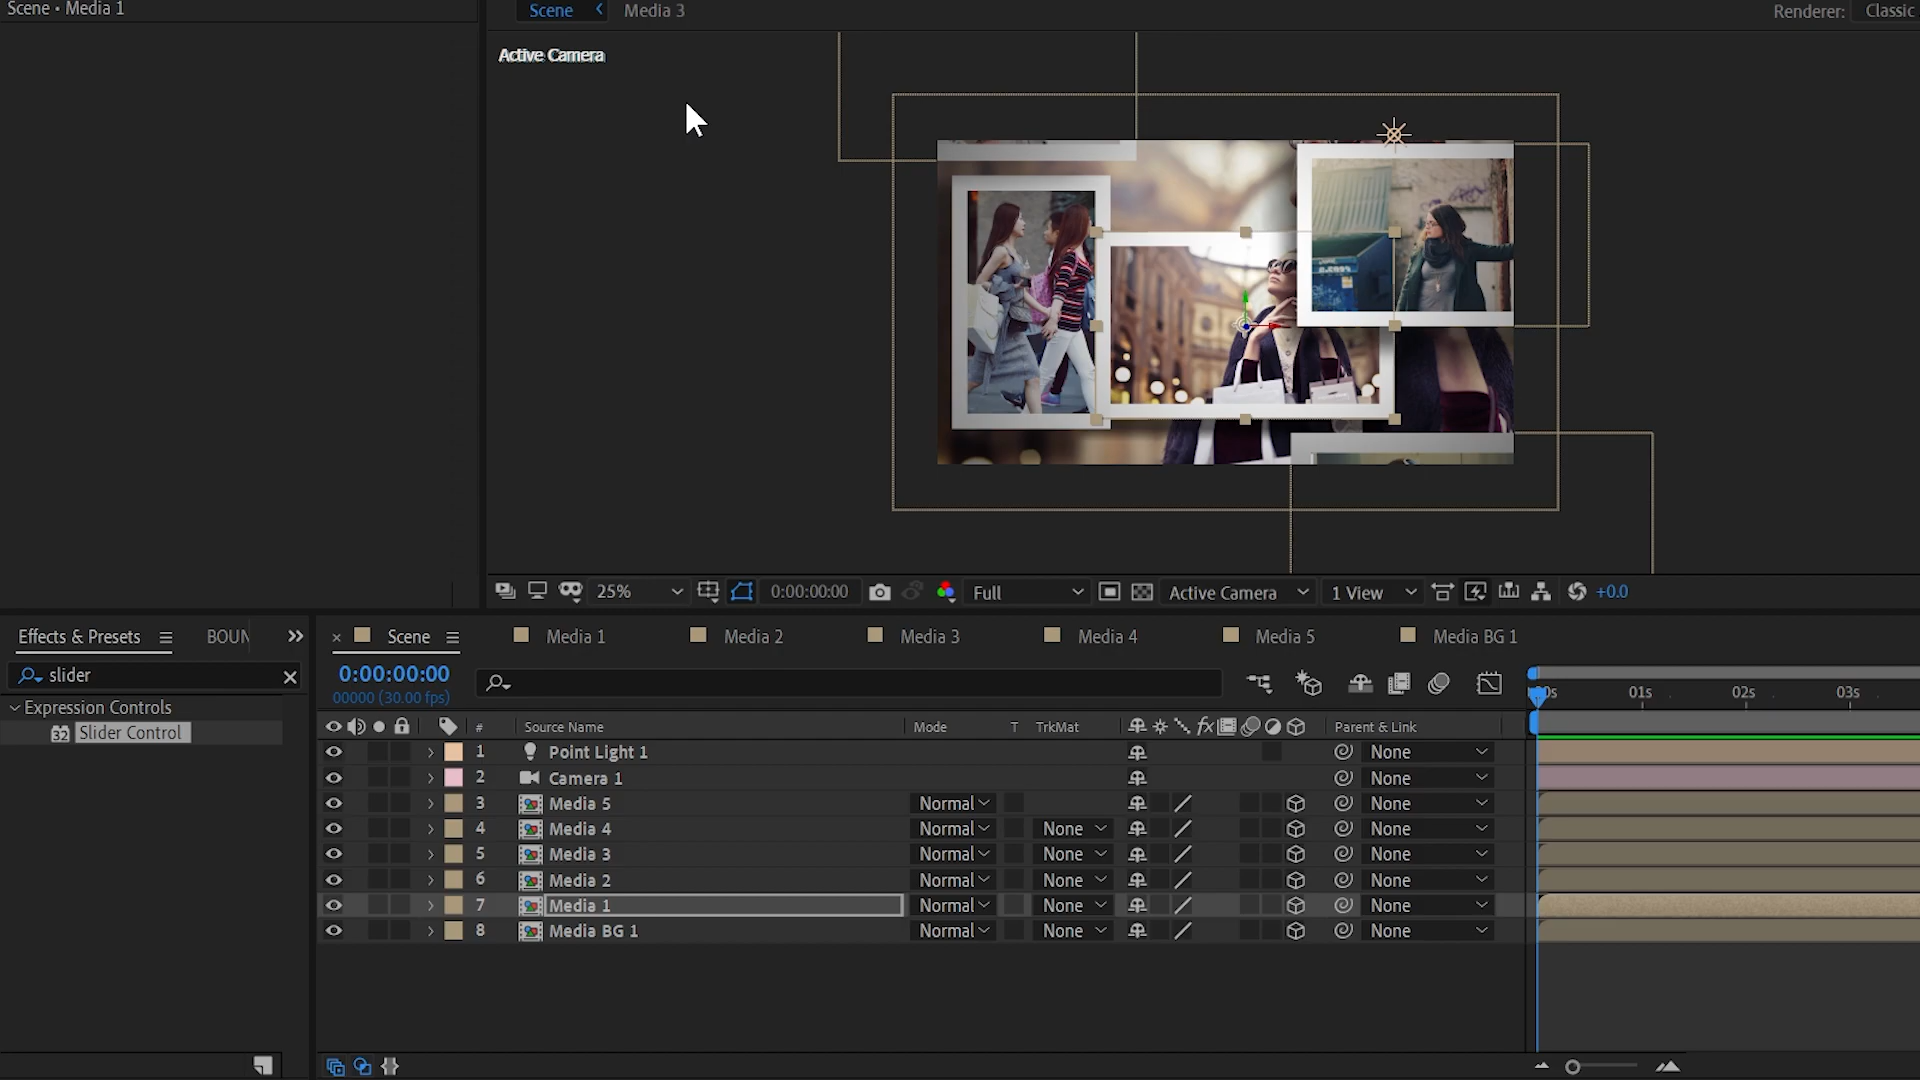 Scene • Media 1
Scene
Media 3
Renderer:
Classic
Active Camera
25%
0:00:00:00
Full
Active Camera
1 View
+0.0
Effects & Presets
BOUN
Scene
Media 1
Media 2
Media 3
Media 4
Media 5
Media BG 1
slider
0:00:00:00
00000 (30.00 fps)
0s
01s
02s
03s
Expression Controls
32 Slider Control
# Source Name Mode T TrkMat fx Parent & Link
1 Point Light 1 None
2 Camera 1 None
3 Media 5 Normal None
4 Media 4 Normal None None
5 Media 3 Normal None None
6 Media 2 Normal None None
7 Media 1 Normal None None
8 Media BG 1 Normal None None